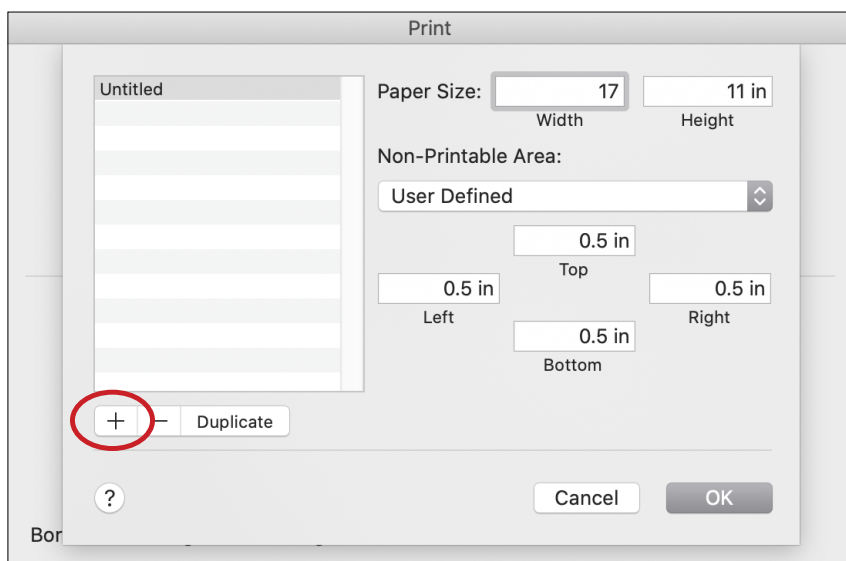 Print
Untitled
Paper Size: 17 11 in
Width Height
Non-Printable Area:
User Defined
0.5 in
Top
0.5 in 0.5 in
Left Right
0.5 in
Bottom
+ − Duplicate
? Cancel OK
Bor